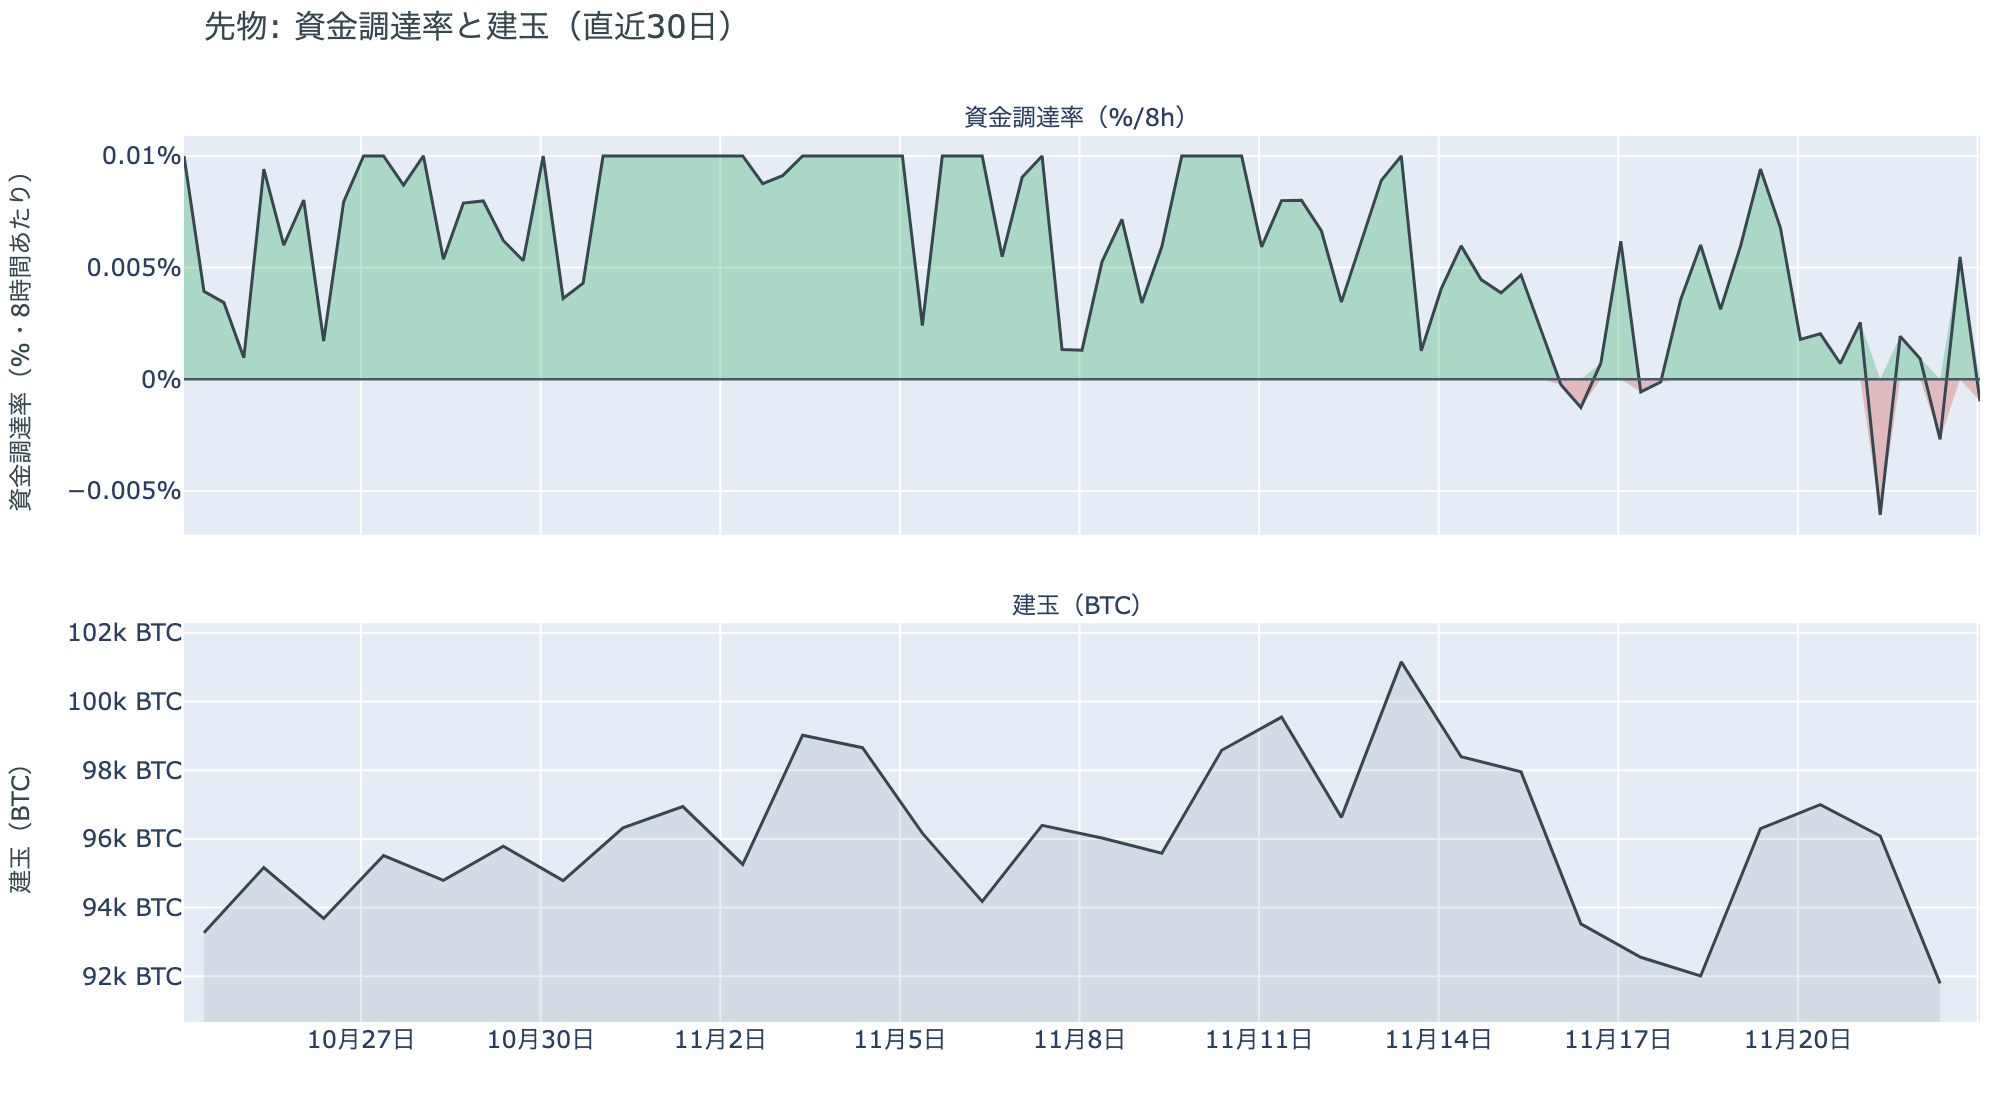 先物: 資金調達率と建玉（直近30日）
資金調達率（%/8h）
資金調達率（%・8時間あたり）
0.01%
0.005%
0%
−0.005%
建玉（BTC）
建玉（BTC）
102k BTC
100k BTC
98k BTC
96k BTC
94k BTC
92k BTC
10月27日 10月30日 11月2日 11月5日 11月8日 11月11日 11月14日 11月17日 11月20日